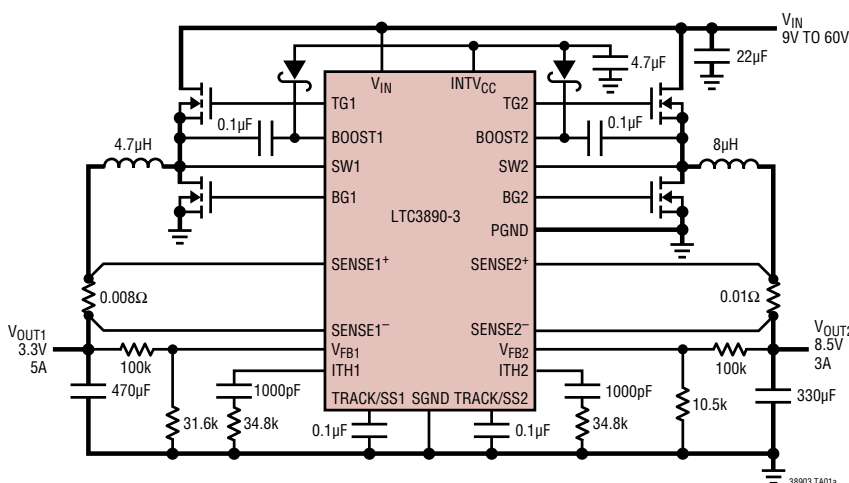 VIN
9V TO 60V
22µF
4.7µF
VIN
INTVCC
TG1
TG2
0.1µF
0.1µF
BOOST1
BOOST2
4.7µH
8µH
SW1
SW2
BG1
BG2
LTC3890-3
PGND
SENSE1+
SENSE2+
0.008Ω
0.01Ω
SENSE1–
SENSE2–
VOUT1
3.3V
5A
VOUT2
8.5V
3A
VFB1
VFB2
100k
100k
ITH1
ITH2
470µF
1000pF
1000pF
330µF
TRACK/SS1 SGND TRACK/SS2
31.6k
34.8k
0.1µF
0.1µF
34.8k
10.5k
38903 TA01a